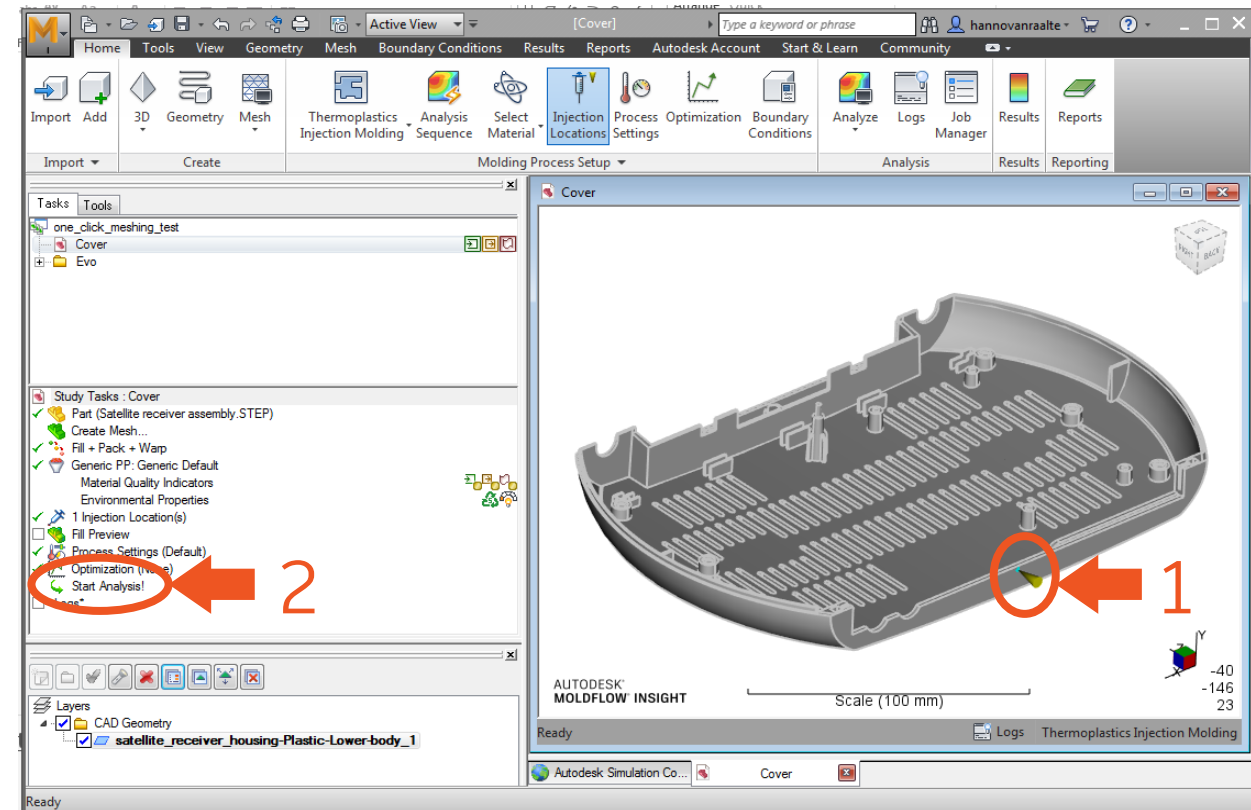 Active View
[Cover]
Type a keyword or phrase
hannovanraalte
Home Tools View Geometry Mesh Boundary Conditions Results Reports Autodesk Account Start & Learn Community
Import Add 3D Geometry Mesh Thermoplastics Injection Molding Analysis Sequence Select Material Injection Locations Process Settings Optimization Boundary Conditions Analyze Logs Job Manager Results Reports
Import Create Molding Process Setup Analysis Results Reporting
Tasks Tools
one_click_meshing_test
Cover
Evo
Study Tasks : Cover
Part (Satellite receiver assembly.STEP)
Create Mesh...
Fill + Pack + Warp
Generic PP: Generic Default
Material Quality Indicators
Environmental Properties
1 Injection Location(s)
Fill Preview
Process Settings (Default)
Optimization (None)
Start Analysis!
Logs*
2
Layers
CAD Geometry
satellite_receiver_housing-Plastic-Lower-body_1
Cover
RIGHT BACK
1
Y
-40
-146
23
AUTODESK®
MOLDFLOW® INSIGHT
Scale (100 mm)
Ready
Logs Thermoplastics Injection Molding
Autodesk Simulation Co...
Cover
Ready